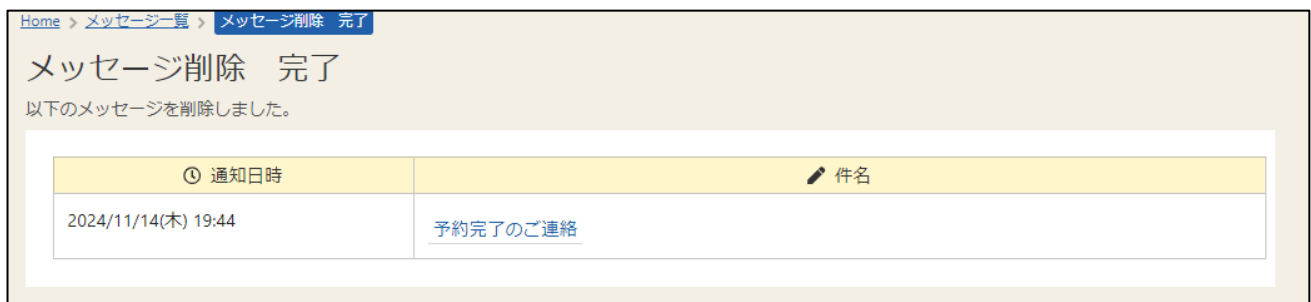 Home > メッセージ一覧 > メッセージ削除　完了
メッセージ削除　完了
以下のメッセージを削除しました。
通知日時 件名
2024/11/14(木) 19:44 予約完了のご連絡